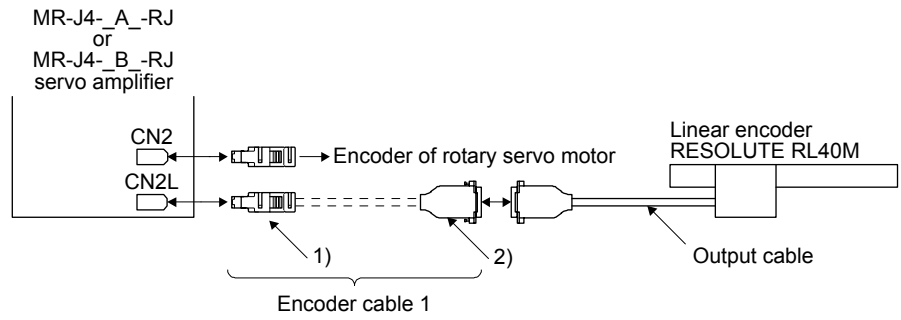 MR-J4-_A_-RJ
or
MR-J4-_B_-RJ
servo amplifier
CN2
Encoder of rotary servo motor
CN2L
Linear encoder
RESOLUTE RL40M
1)
2)
Output cable
Encoder cable 1